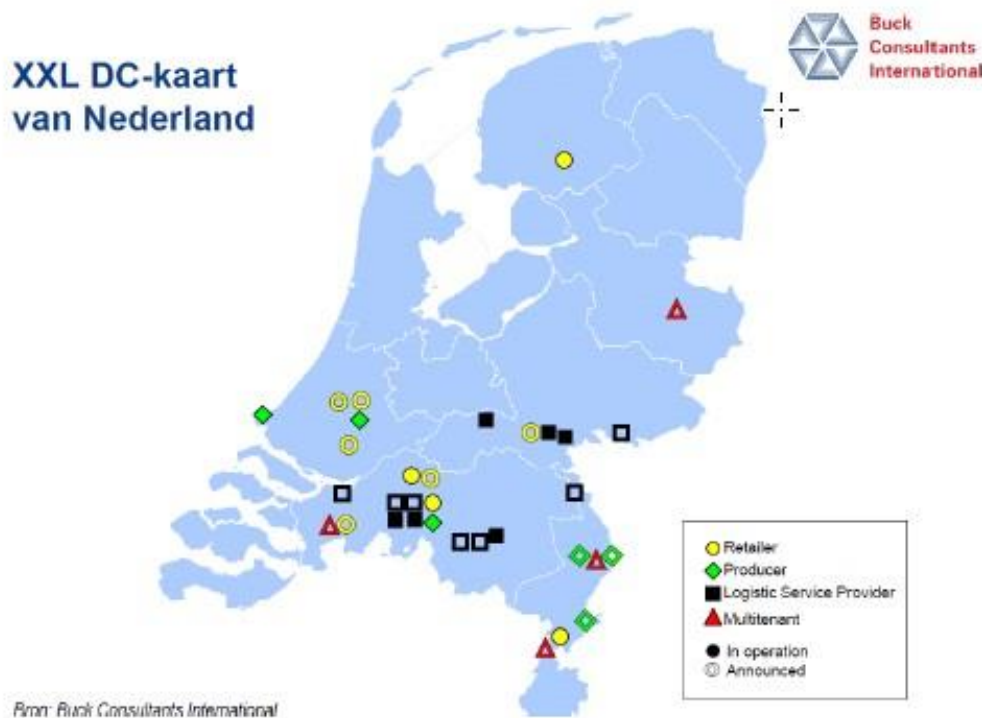 XXL DC-kaart
van Nederland
Buck
Consultants
International
Retailer
Producer
Logistic Service Provider
Multitenant
In operation
Announced
Bron: Buck Consultants International